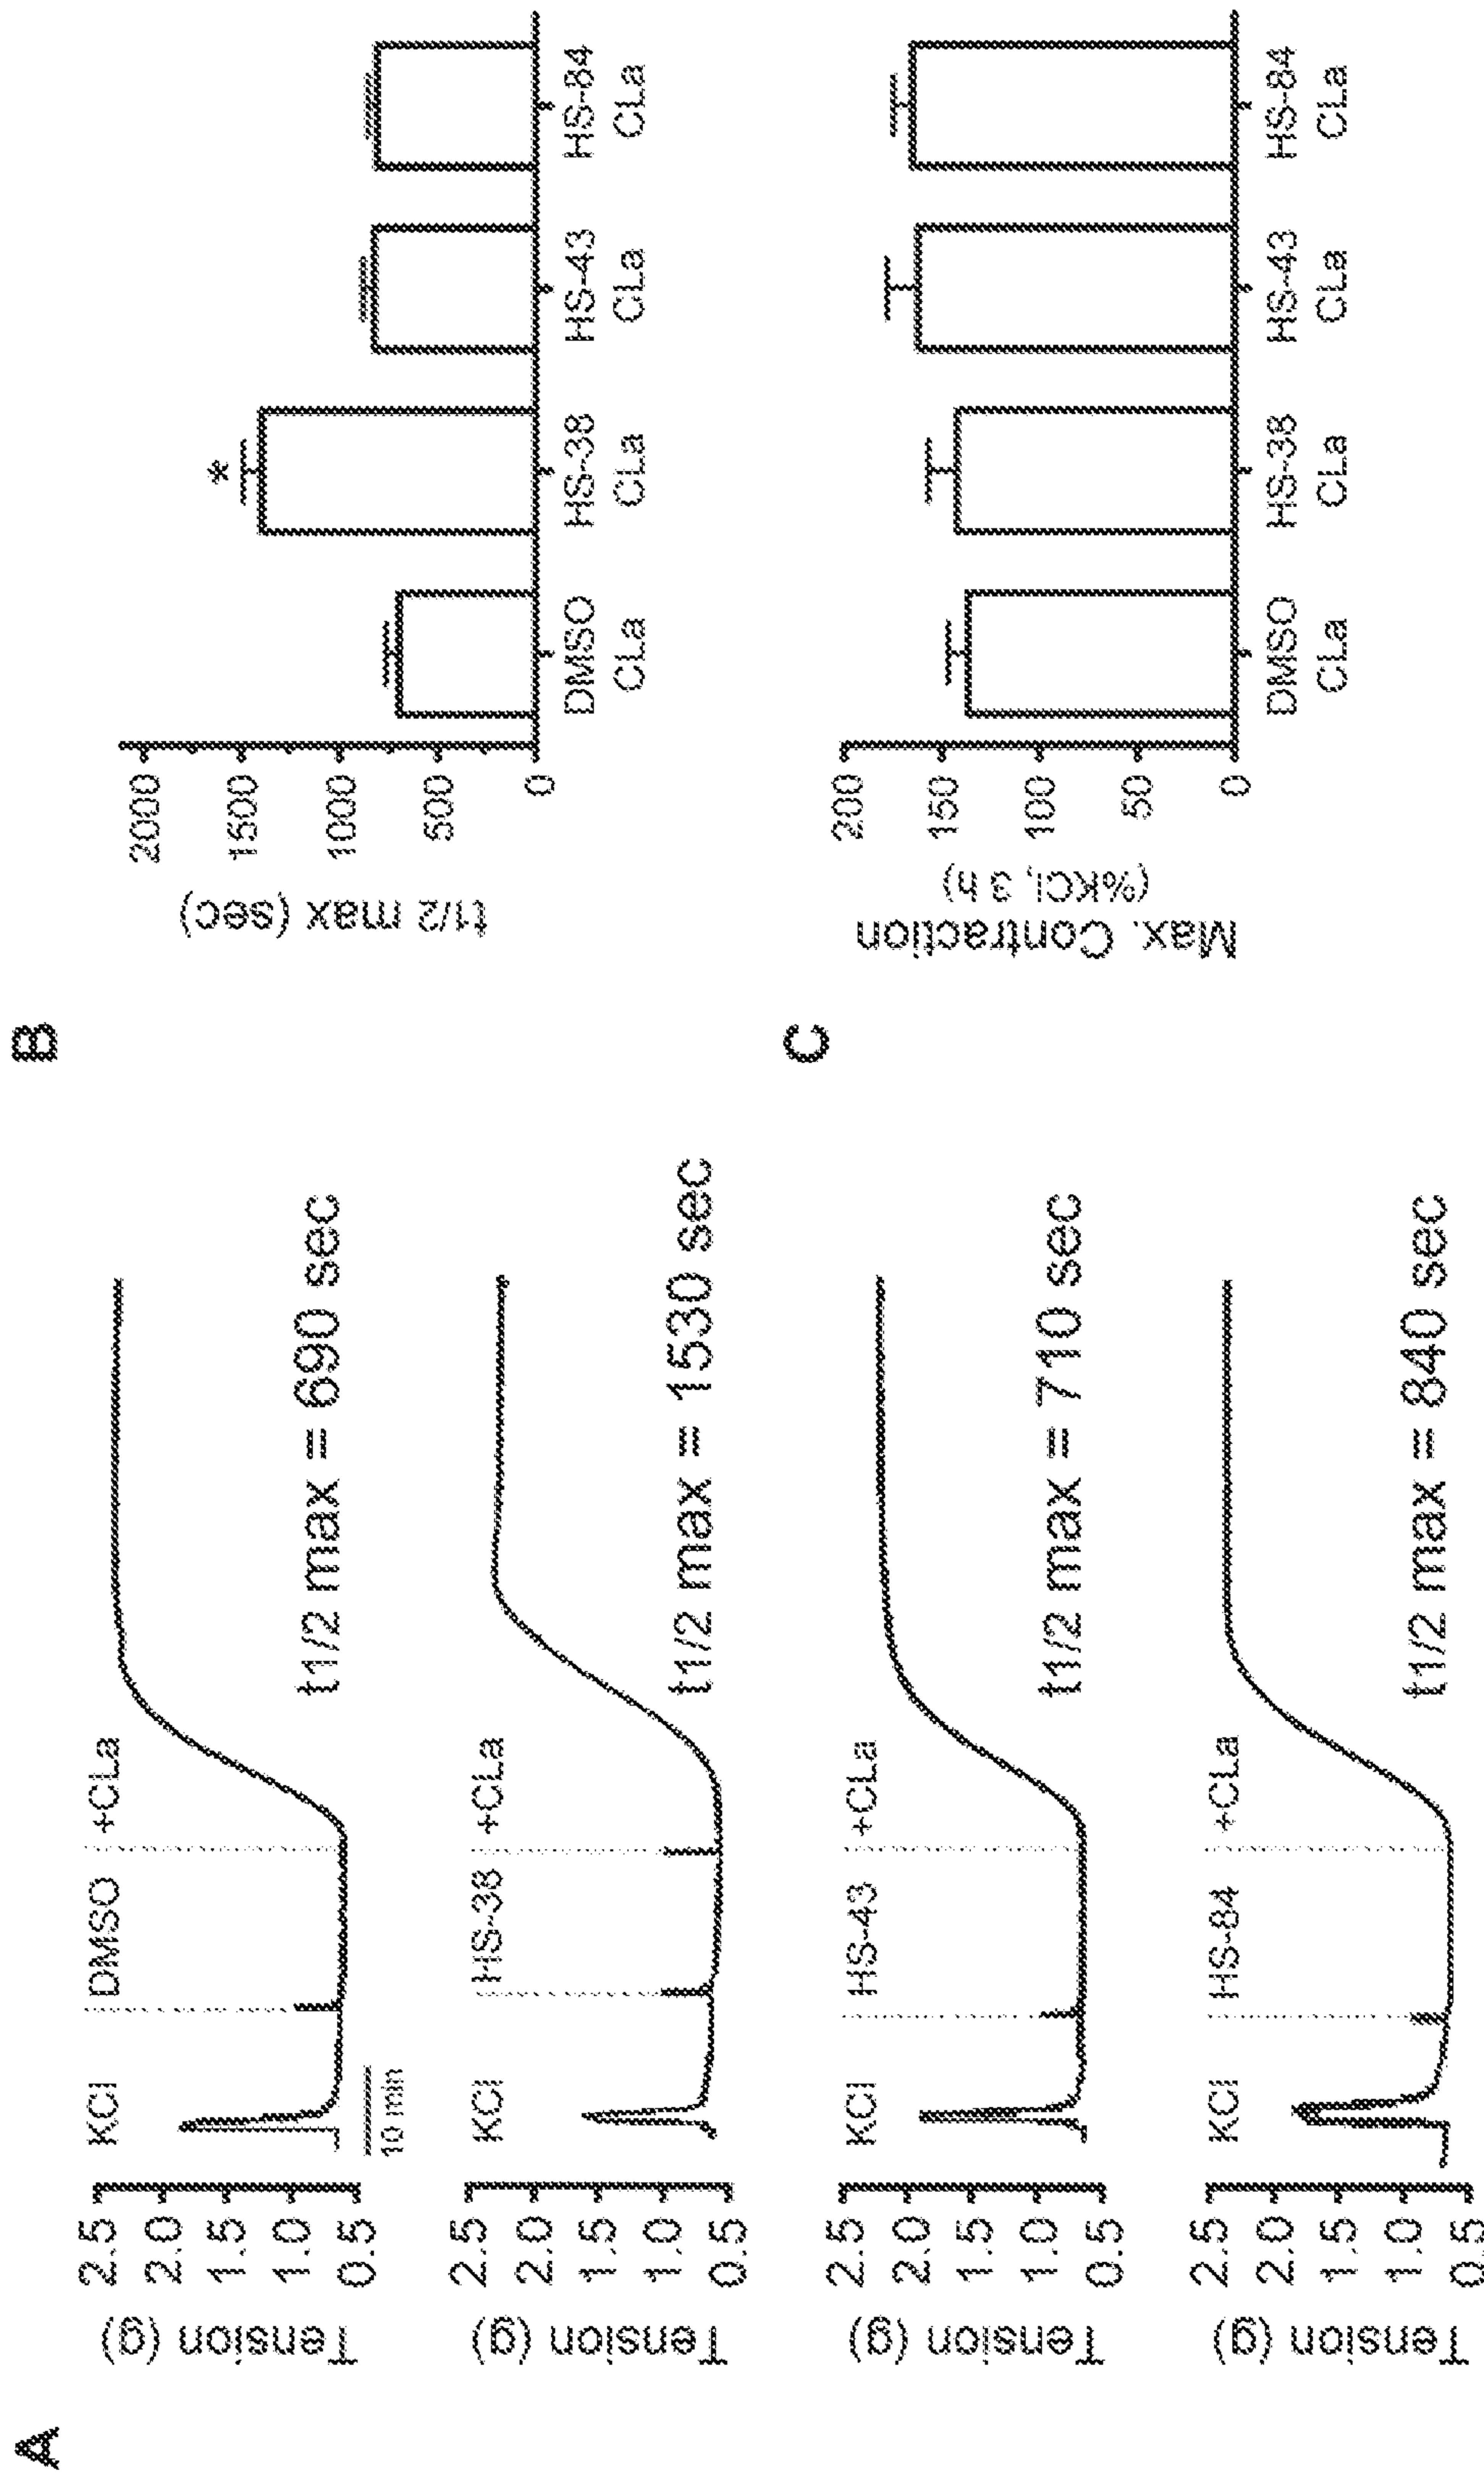 A
Tension (g)
2.5
2.0
1.5
1.0
0.5
KCl
DMSO
+CLa
10 min
t1/2 max = 690 sec
Tension (g)
2.5
2.0
1.5
1.0
0.5
KCl
HS-38
+CLa
t1/2 max = 1530 sec
Tension (g)
2.5
2.0
1.5
1.0
0.5
KCl
HS-43
+CLa
t1/2 max = 710 sec
Tension (g)
2.5
2.0
1.5
1.0
0.5
KCl
HS-84
+CLa
t1/2 max = 840 sec
B
t1/2 max (sec)
2000
1500
1000
500
0
DMSO HS-38 HS-43 HS-84
CLa CLa CLa CLa
*
C
Max. Contraction
(%KCl, 3 h)
200
150
100
50
0
DMSO HS-38 HS-43 HS-84
CLa CLa CLa CLa